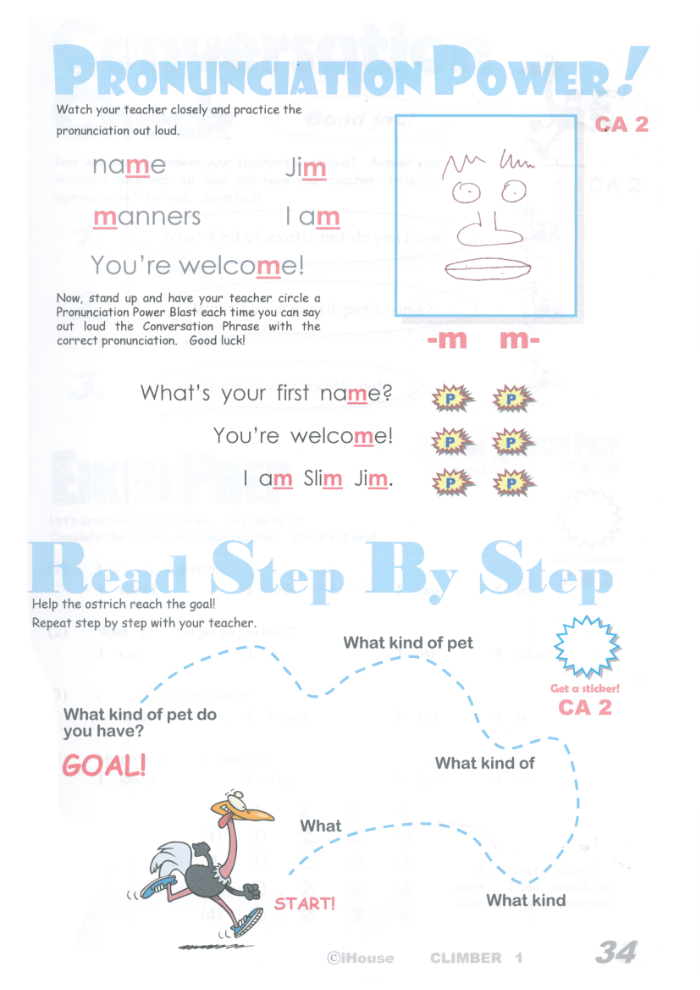 PRONUNCIATION POWER!
Watch your teacher closely and practice the
pronunciation out loud.
CA 2
name Jim
manners I am
You're welcome!
Now, stand up and have your teacher circle a
Pronunciation Power Blast each time you can say
out loud the Conversation Phrase with the
correct pronunciation. Good luck!
-m m-
What's your first name? P P
You're welcome! P P
I am Slim Jim. P P
Read Step By Step
Help the ostrich reach the goal!
Repeat step by step with your teacher.
What kind of pet
Get a sticker!
CA 2
What kind of pet do
you have?
GOAL!
What kind of
What
What kind
START!
©iHouse CLIMBER 1 34